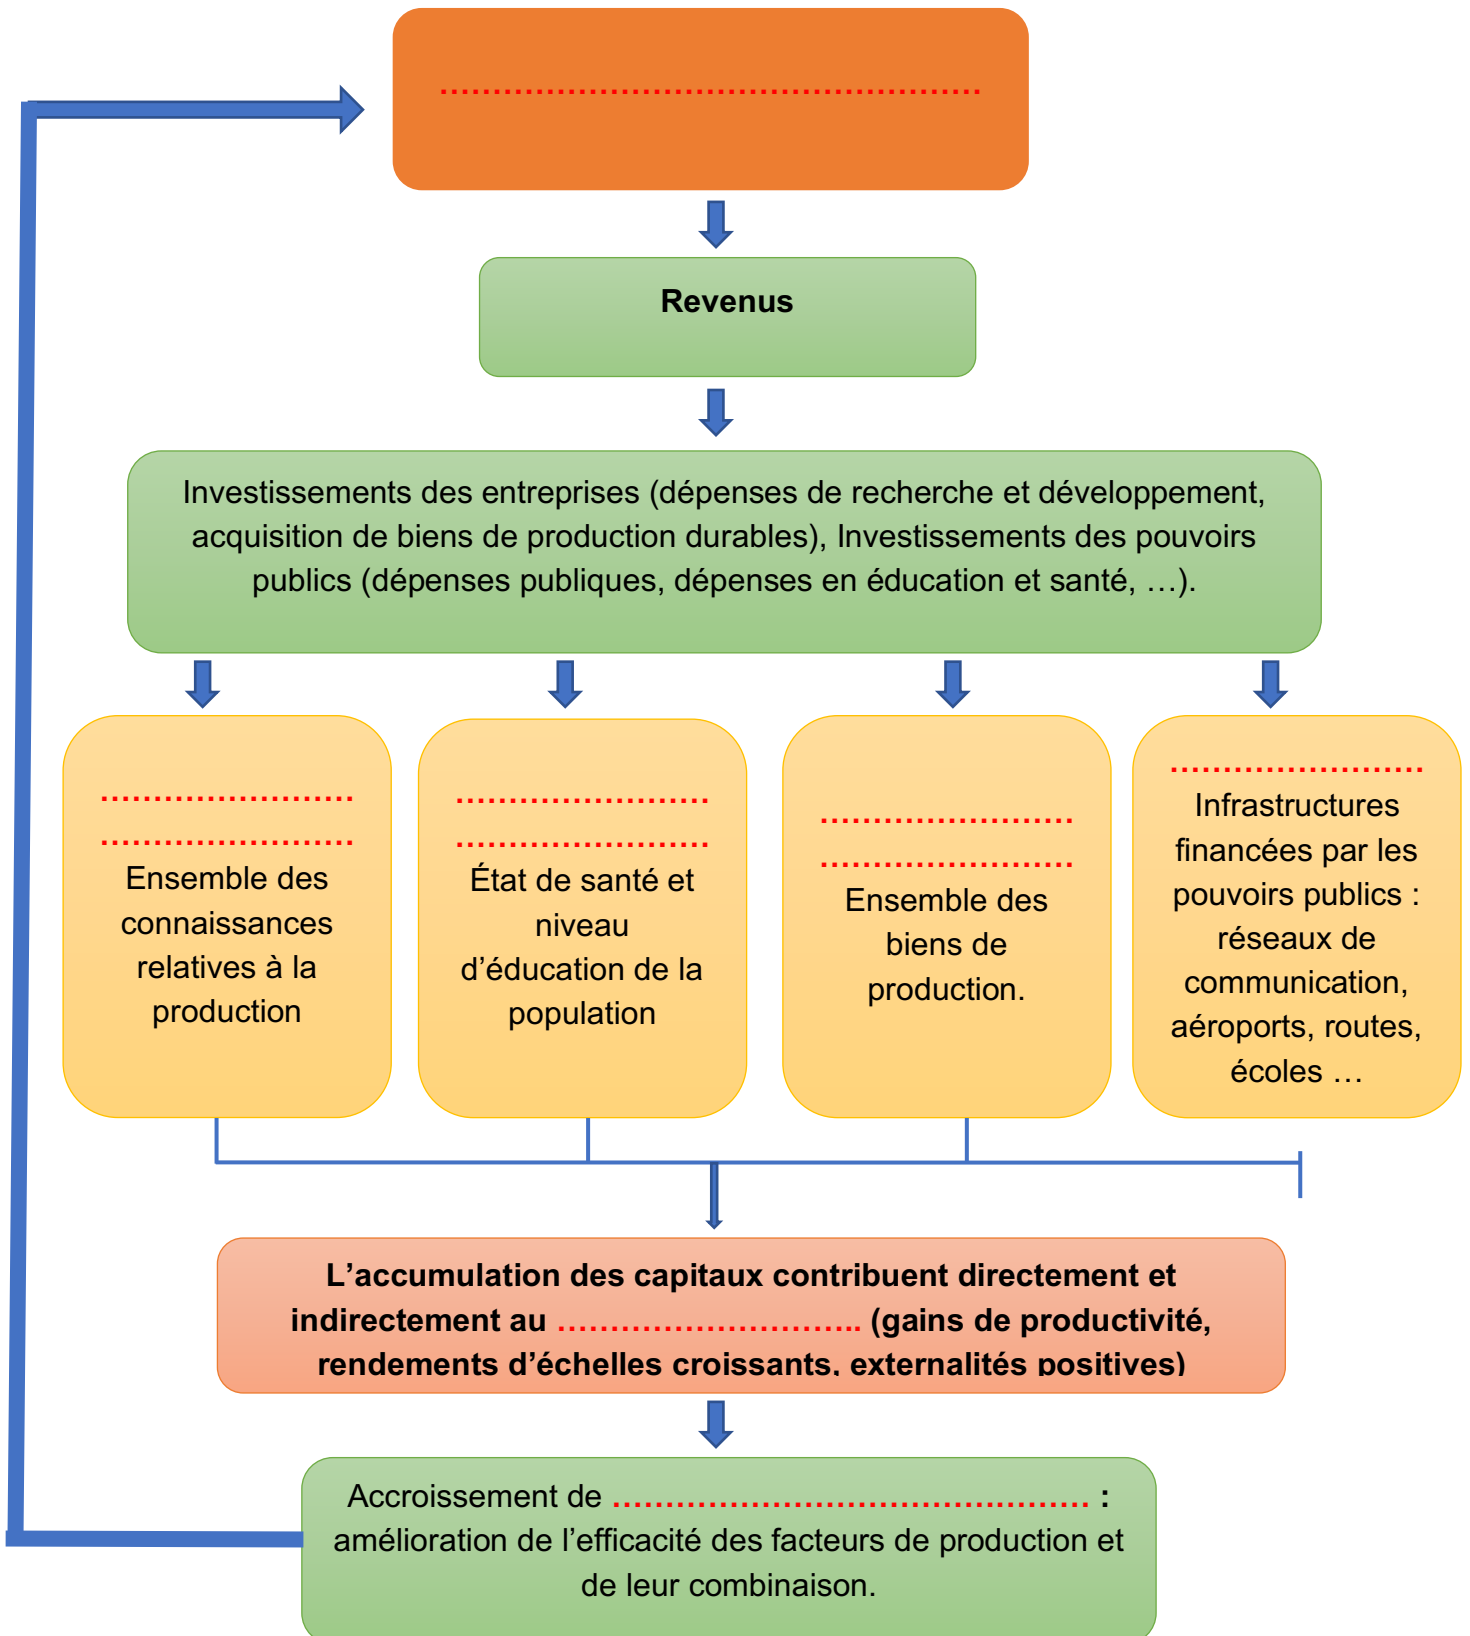 ……………………………………………
Revenus
Investissements des entreprises (dépenses de recherche et développement,
acquisition de biens de production durables), Investissements des pouvoirs
publics (dépenses publiques, dépenses en éducation et santé, …).
……………………
……………………
Ensemble des
connaissances
relatives à la
production
……………………
……………………
État de santé et
niveau
d’éducation de la
population
……………………
……………………
Ensemble des
biens de
production.
……………………
Infrastructures
financées par les
pouvoirs publics :
réseaux de
communication,
aéroports, routes,
écoles …
L’accumulation des capitaux contribuent directement et
indirectement au ……………………….. (gains de productivité,
rendements d’échelles croissants, externalités positives)
Accroissement de ……………………………………… :
amélioration de l’efficacité des facteurs de production et
de leur combinaison.